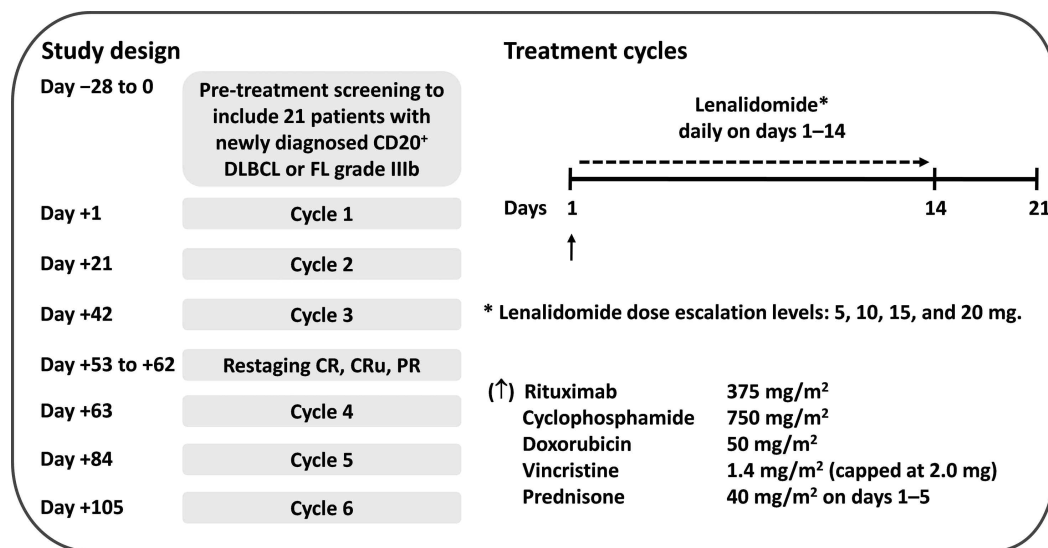 Study design
Day −28 to 0
Pre-treatment screening to
include 21 patients with
newly diagnosed CD20⁺
DLBCL or FL grade IIIb
Day +1
Cycle 1
Day +21
Cycle 2
Day +42
Cycle 3
Day +53 to +62
Restaging CR, CRu, PR
Day +63
Cycle 4
Day +84
Cycle 5
Day +105
Cycle 6
Treatment cycles
Lenalidomide*
daily on days 1–14
Days 1 14 21
* Lenalidomide dose escalation levels: 5, 10, 15, and 20 mg.
(↑) Rituximab 375 mg/m²
Cyclophosphamide 750 mg/m²
Doxorubicin 50 mg/m²
Vincristine 1.4 mg/m² (capped at 2.0 mg)
Prednisone 40 mg/m² on days 1–5